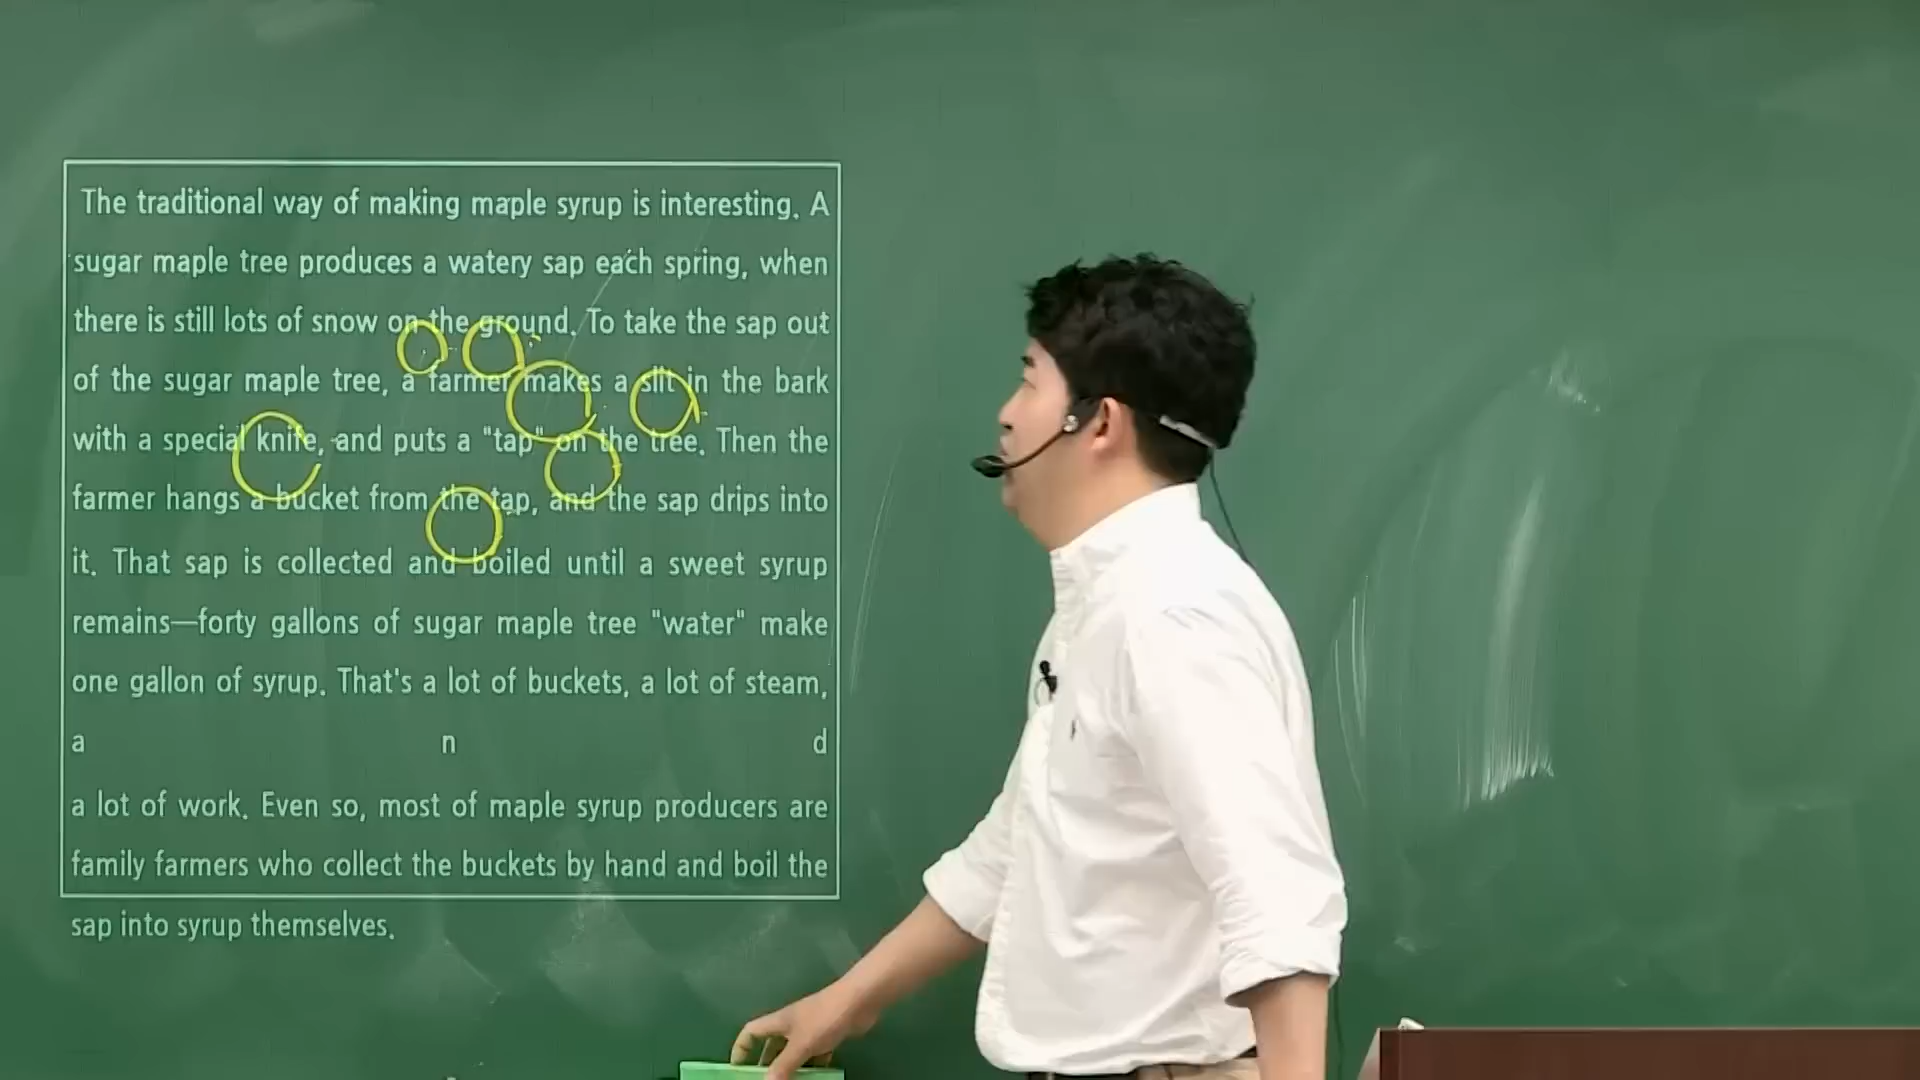 The traditional way of making maple syrup is interesting. A
sugar maple tree produces a watery sap each spring, when
there is still lots of snow on the ground. To take the sap out
of the sugar maple tree, a farmer makes a slit in the bark
with a special knife, and puts a "tap" on the tree. Then the
farmer hangs a bucket from the tap, and the sap drips into
it. That sap is collected and boiled until a sweet syrup
remains—forty gallons of sugar maple tree "water" make
one gallon of syrup. That's a lot of buckets, a lot of steam,
a n d
a lot of work. Even so, most of maple syrup producers are
family farmers who collect the buckets by hand and boil the
sap into syrup themselves.